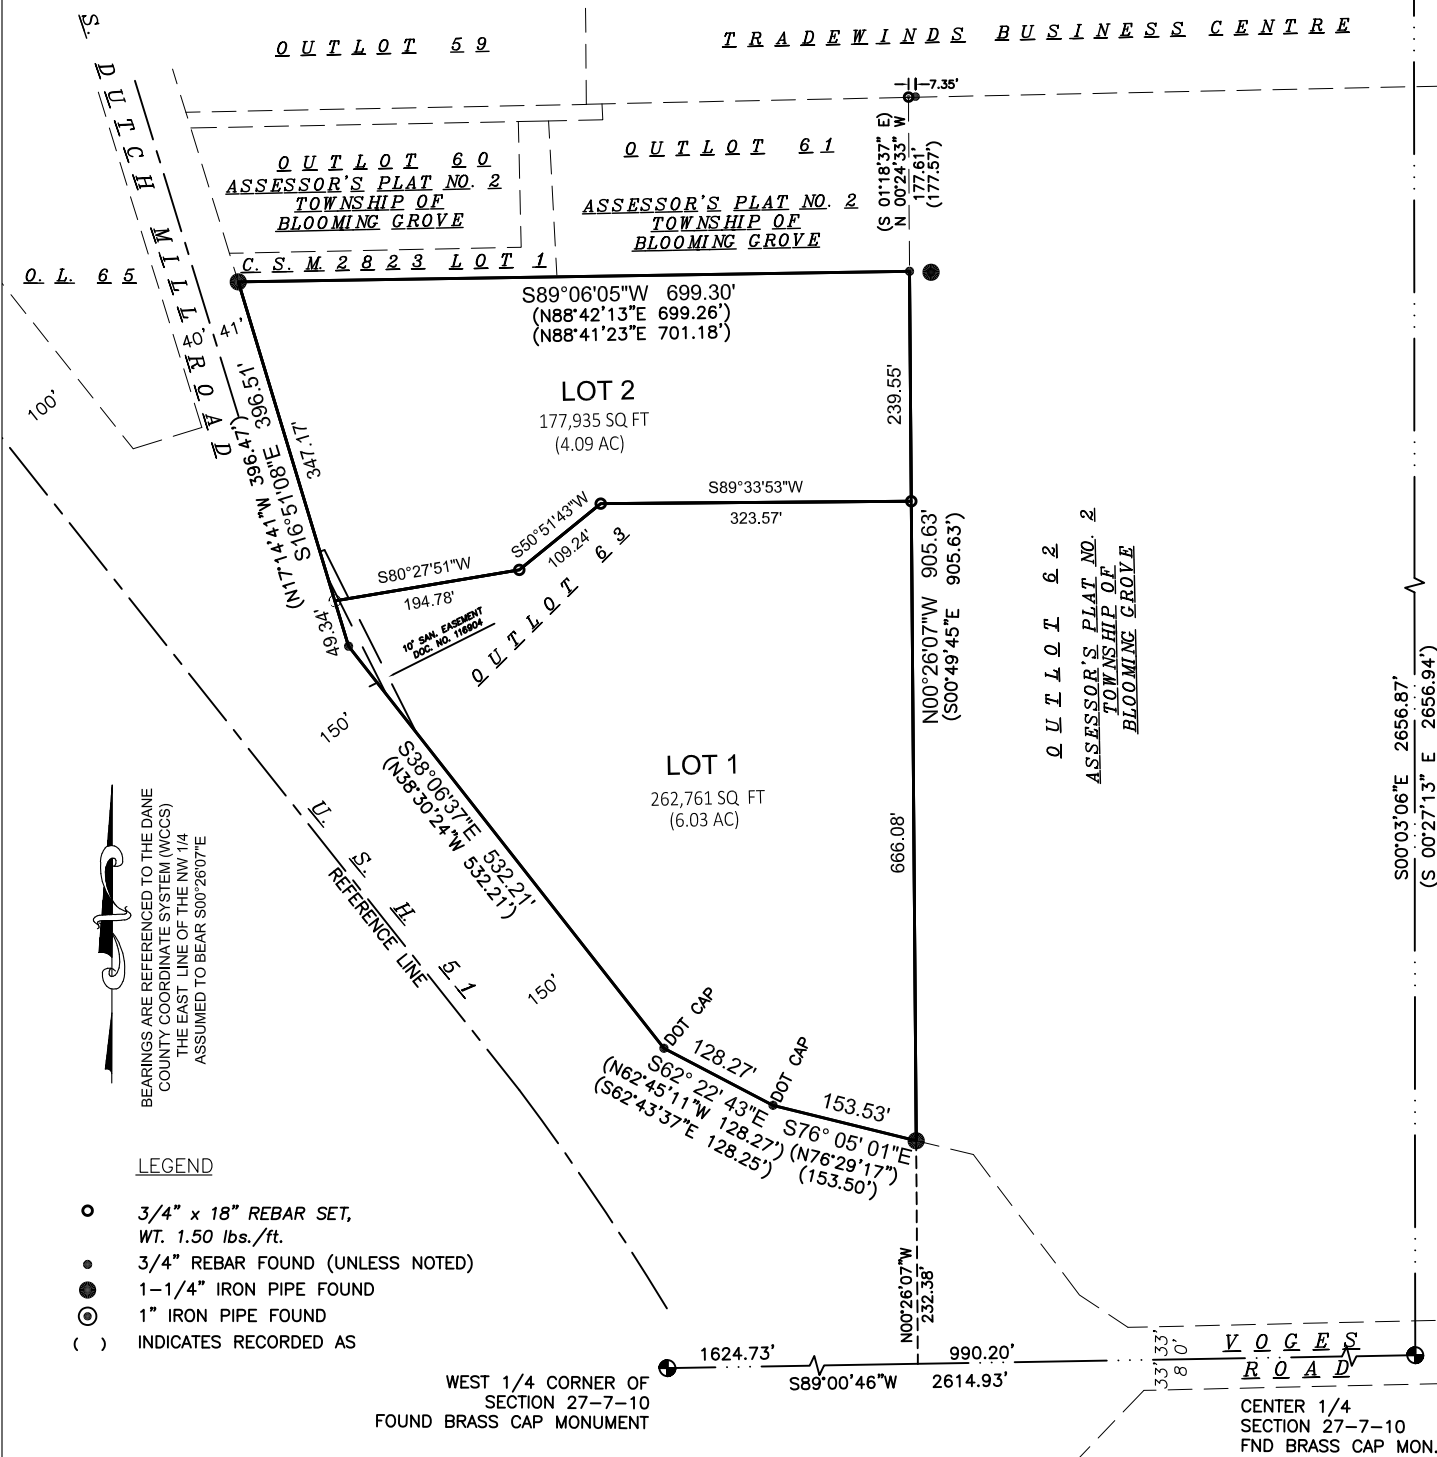 S. DUTCH MILL ROAD
OUTLOT 59
TRADEWINDS BUSINESS CENTRE
7.35'
OUTLOT 60
ASSESSOR'S PLAT NO. 2
TOWNSHIP OF
BLOOMING GROVE
OUTLOT 61
ASSESSOR'S PLAT NO. 2
TOWNSHIP OF
BLOOMING GROVE
(S 01°18'37" E)
N 00°24'33" W
177.61'
(177.57')
O.L. 65
C.S.M. 2823 LOT 1
S89°06'05"W 699.30'
(N88°42'13"E 699.26')
(N88°41'23"E 701.18')
40'
41'
100'
LOT 2
177,935 SQ FT
(4.09 AC)
239.55'
347.17'
S16°51'08"E 396.51'
(N17°14'41"W 396.47')
S89°33'53"W
323.57'
S50°51'43"W
109.24'
S80°27'51"W
194.78'
49.34'
10' SAN. EASEMENT
DOC. NO. 116904
OUTLOT 63
N00°26'07"W 905.63'
(S00°49'45"E 905.63')
OUTLOT 62
ASSESSOR'S PLAT NO. 2
TOWNSHIP OF
BLOOMING GROVE
S00°03'06"E 2656.87'
(S 00°27'13" E 2656.94')
150'
S38°06'37"E 532.21'
(N38°30'24"W 532.21')
LOT 1
262,761 SQ FT
(6.03 AC)
666.08'
U.S.H. 51
REFERENCE LINE
150'
BEARINGS ARE REFERENCED TO THE DANE
COUNTY COORDINATE SYSTEM (WCCS)
THE EAST LINE OF THE NW 1/4
ASSUMED TO BEAR S00°26'07"E
DOT CAP
128.27'
S62° 22' 43"E
(N62°45'11"W 128.27')
(S62°43'37"E 128.25')
DOT CAP
153.53'
S76° 05' 01"E
(N76°29'17")
(153.50')
LEGEND
3/4" x 18" REBAR SET,
WT. 1.50 lbs./ft.
3/4" REBAR FOUND (UNLESS NOTED)
1-1/4" IRON PIPE FOUND
1" IRON PIPE FOUND
( ) INDICATES RECORDED AS
N00°26'07"W
232.38'
1624.73'
990.20'
S89°00'46"W 2614.93'
33' 33'
8 0'
VOGES
ROAD
WEST 1/4 CORNER OF
SECTION 27-7-10
FOUND BRASS CAP MONUMENT
CENTER 1/4
SECTION 27-7-10
FND BRASS CAP MON.